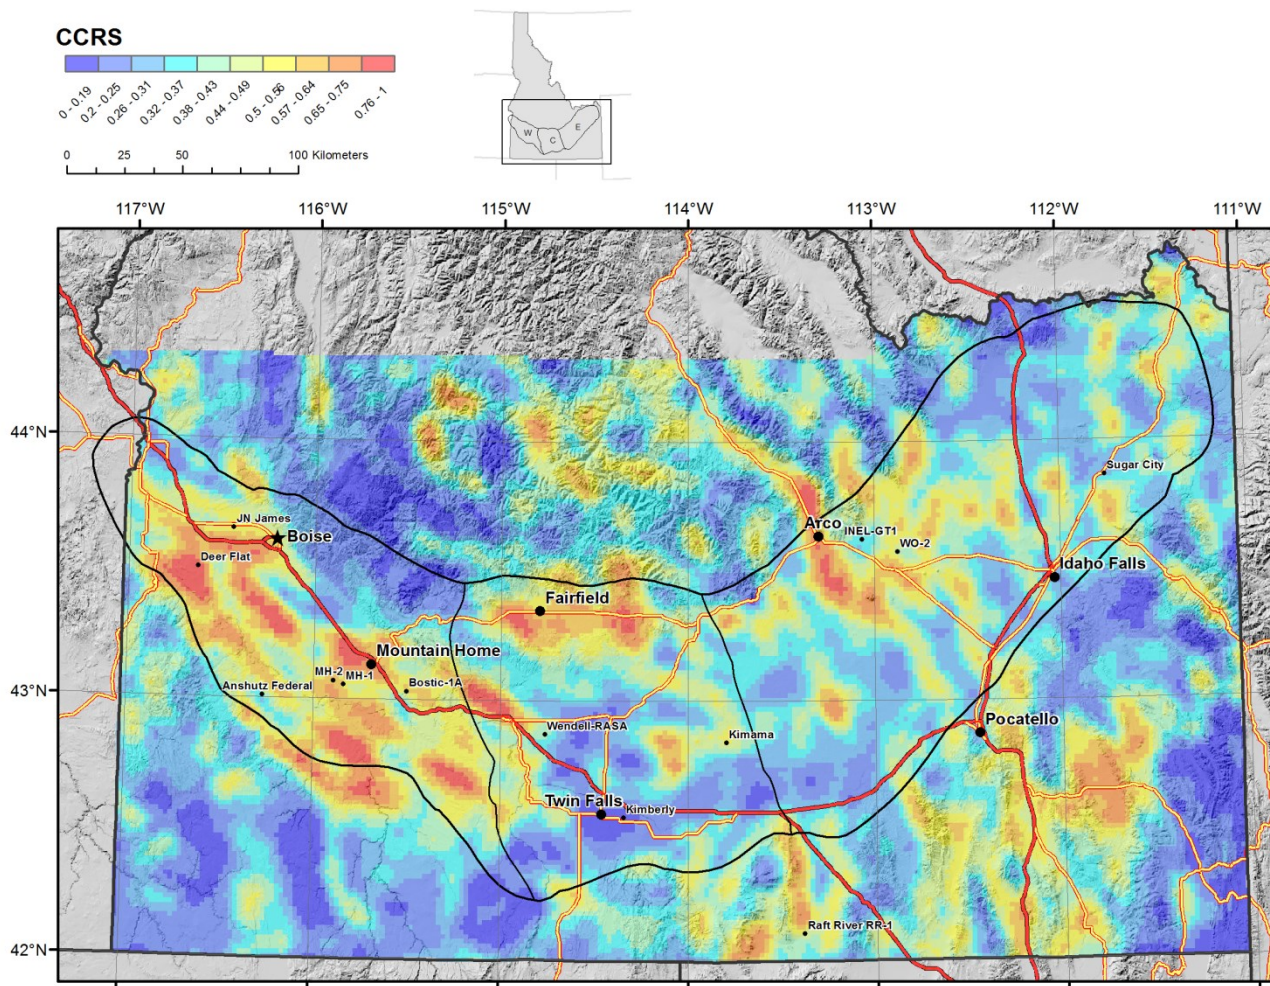 CCRS
0 - 0.19
0.2 - 0.25
0.26 - 0.31
0.32 - 0.37
0.38 - 0.43
0.44 - 0.49
0.5 - 0.56
0.57 - 0.64
0.65 - 0.75
0.76 - 1
0 25 50 100 Kilometers
W C E
117°W 116°W 115°W 114°W 113°W 112°W 111°W
44°N
Sugar City
JN James
Boise
Arco
INEL-GT1
WO-2
Deer Flat
Idaho Falls
Fairfield
Mountain Home
MH-2
MH-1
Anshutz Federal
Bostic-1A
43°N
Pocatello
Wendell-RASA
Kimama
Twin Falls
Kimberly
Raft River RR-1
42°N